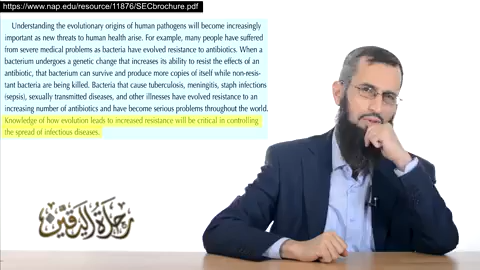 https://www.nap.edu/resource/11876/SECbrochure.pdf
Understanding the evolutionary origins of human pathogens will become increasingly
important as new threats to human health arise. For example, many people have suffered
from severe medical problems as bacteria have evolved resistance to antibiotics. When a
bacterium undergoes a genetic change that increases its ability to resist the effects of an
antibiotic, that bacterium can survive and produce more copies of itself while non-resis-
tant bacteria are being killed. Bacteria that cause tuberculosis, meningitis, staph infections
(sepsis), sexually transmitted diseases, and other illnesses have evolved resistance to an
increasing number of antibiotics and have become serious problems throughout the world.
Knowledge of how evolution leads to increased resistance will be critical in controlling
the spread of infectious diseases.
رحلة اليقين